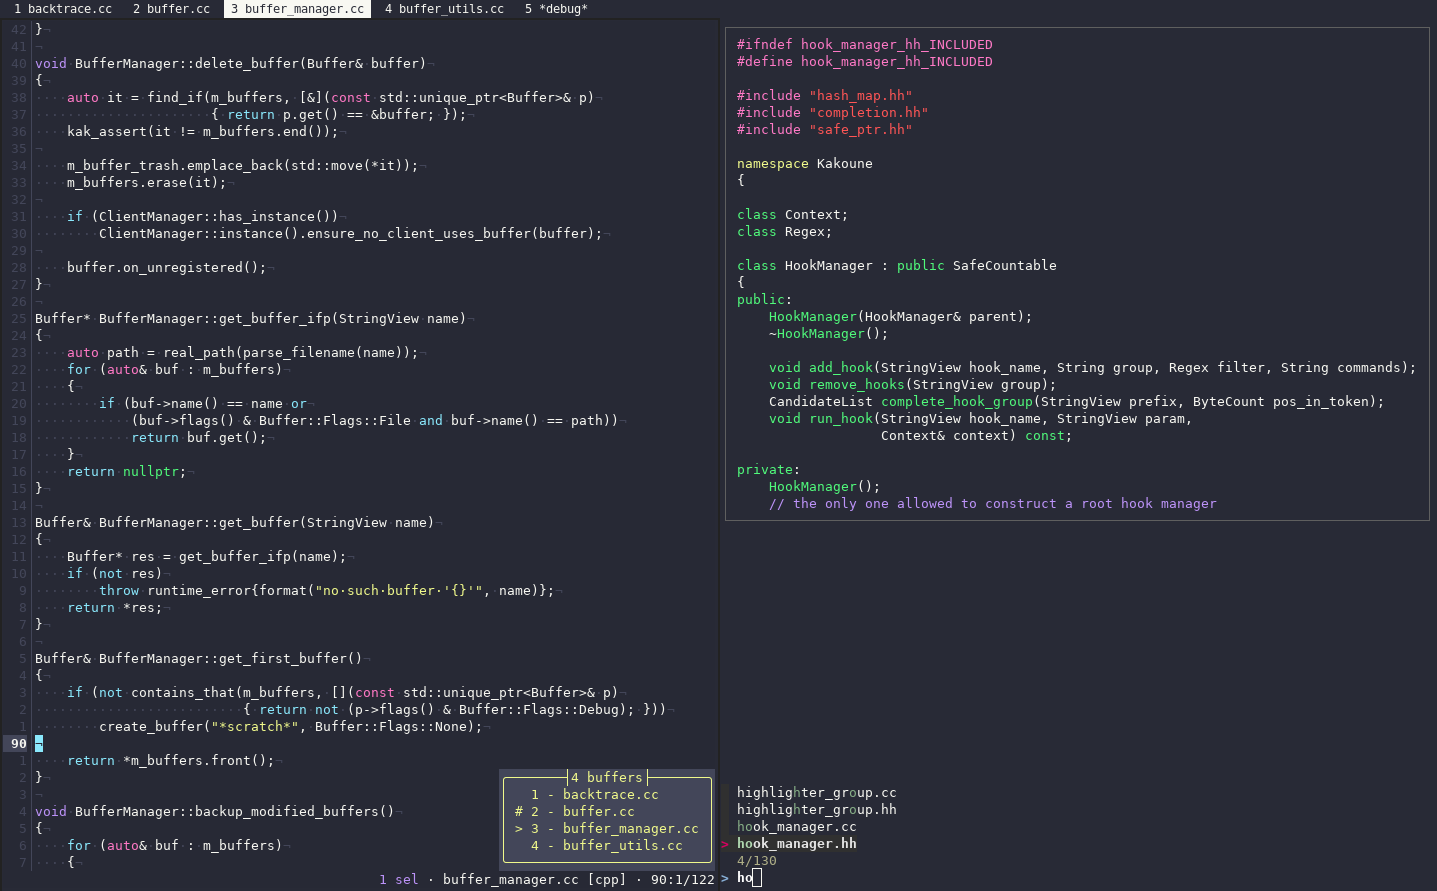 1 backtrace.cc 2 buffer.cc 3 buffer_manager.cc 4 buffer_utils.cc 5 *debug*
42 }¬
41 ¬
40 void·BufferManager::delete_buffer(Buffer&·buffer)¬
39 {¬
38 ····auto·it·=·find_if(m_buffers,·[&](const·std::unique_ptr<Buffer>&·p)¬
37 ······················{·return·p.get()·==·&buffer;·});¬
36 ····kak_assert(it·!=·m_buffers.end());¬
35 ¬
34 ····m_buffer_trash.emplace_back(std::move(*it));¬
33 ····m_buffers.erase(it);¬
32 ¬
31 ····if·(ClientManager::has_instance())¬
30 ········ClientManager::instance().ensure_no_client_uses_buffer(buffer);¬
29 ¬
28 ····buffer.on_unregistered();¬
27 }¬
26 ¬
25 Buffer*·BufferManager::get_buffer_ifp(StringView·name)¬
24 {¬
23 ····auto·path·=·real_path(parse_filename(name));¬
22 ····for·(auto&·buf·:·m_buffers)¬
21 ····{¬
20 ········if·(buf->name()·==·name·or¬
19 ············(buf->flags()·&·Buffer::Flags::File·and·buf->name()·==·path))¬
18 ············return·buf.get();¬
17 ····}¬
16 ····return·nullptr;¬
15 }¬
14 ¬
13 Buffer&·BufferManager::get_buffer(StringView·name)¬
12 {¬
11 ····Buffer*·res·=·get_buffer_ifp(name);¬
10 ····if·(not·res)¬
9 ········throw·runtime_error{format("no·such·buffer·'{}'",·name)};¬
8 ····return·*res;¬
7 }¬
6 ¬
5 Buffer&·BufferManager::get_first_buffer()¬
4 {¬
3 ····if·(not·contains_that(m_buffers,·[](const·std::unique_ptr<Buffer>&·p)¬
2 ··························{·return·not·(p->flags()·&·Buffer::Flags::Debug);·}))¬
1 ········create_buffer("*scratch*",·Buffer::Flags::None);¬
90 ¬
1 ····return·*m_buffers.front();¬
2 }¬
3 ¬
4 void·BufferManager::backup_modified_buffers()¬
5 {¬
6 ····for·(auto&·buf·:·m_buffers)¬
7 ····{¬
4 buffers
1 - backtrace.cc
# 2 - buffer.cc
> 3 - buffer_manager.cc
4 - buffer_utils.cc
1 sel · buffer_manager.cc [cpp] · 90:1/122
#ifndef hook_manager_hh_INCLUDED
#define hook_manager_hh_INCLUDED
#include "hash_map.hh"
#include "completion.hh"
#include "safe_ptr.hh"
namespace Kakoune
{
class Context;
class Regex;
class HookManager : public SafeCountable
{
public:
    HookManager(HookManager& parent);
    ~HookManager();
    void add_hook(StringView hook_name, String group, Regex filter, String commands);
    void remove_hooks(StringView group);
    CandidateList complete_hook_group(StringView prefix, ByteCount pos_in_token);
    void run_hook(StringView hook_name, StringView param,
                  Context& context) const;
private:
    HookManager();
    // the only one allowed to construct a root hook manager
highlighter_group.cc
highlighter_group.hh
hook_manager.cc
> hook_manager.hh
4/130
> ho